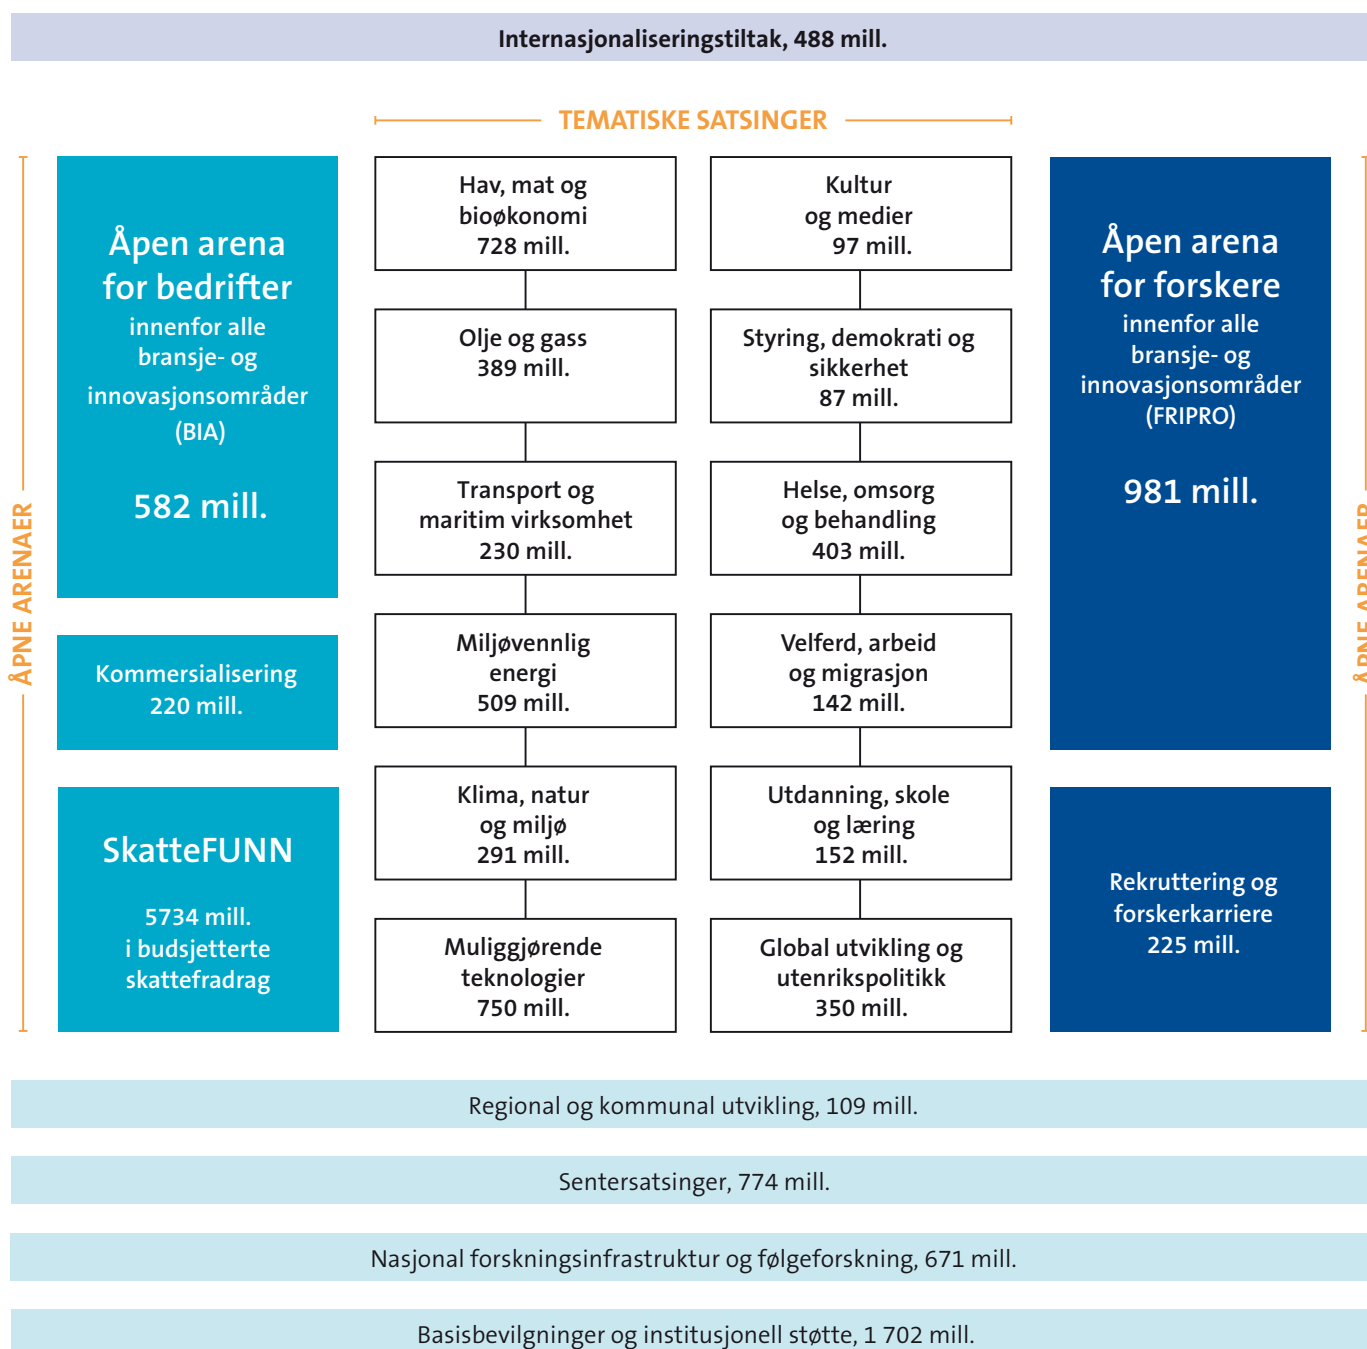 Internasjonaliseringstiltak, 488 mill.
TEMATISKE SATSINGER
ÅPNE ARENAER
Åpen arena
for bedrifter
innenfor alle
bransje- og
innovasjonsområder
(BIA)
582 mill.
Kommersialisering
220 mill.
SkatteFUNN
5734 mill.
i budsjetterte
skattefradrag
Hav, mat og
bioøkonomi
728 mill.
Olje og gass
389 mill.
Transport og
maritim virksomhet
230 mill.
Miljøvennlig
energi
509 mill.
Klima, natur
og miljø
291 mill.
Muliggjørende
teknologier
750 mill.
Kultur
og medier
97 mill.
Styring, demokrati og
sikkerhet
87 mill.
Helse, omsorg
og behandling
403 mill.
Velferd, arbeid
og migrasjon
142 mill.
Utdanning, skole
og læring
152 mill.
Global utvikling og
utenrikspolitikk
350 mill.
Åpen arena
for forskere
innenfor alle
bransje- og
innovasjonsområder
(FRIPRO)
981 mill.
Rekruttering og
forskerkarriere
225 mill.
ÅPNE ARENAER
Regional og kommunal utvikling, 109 mill.
Sentersatsinger, 774 mill.
Nasjonal forskningsinfrastruktur og følgeforskning, 671 mill.
Basisbevilgninger og institusjonell støtte, 1 702 mill.